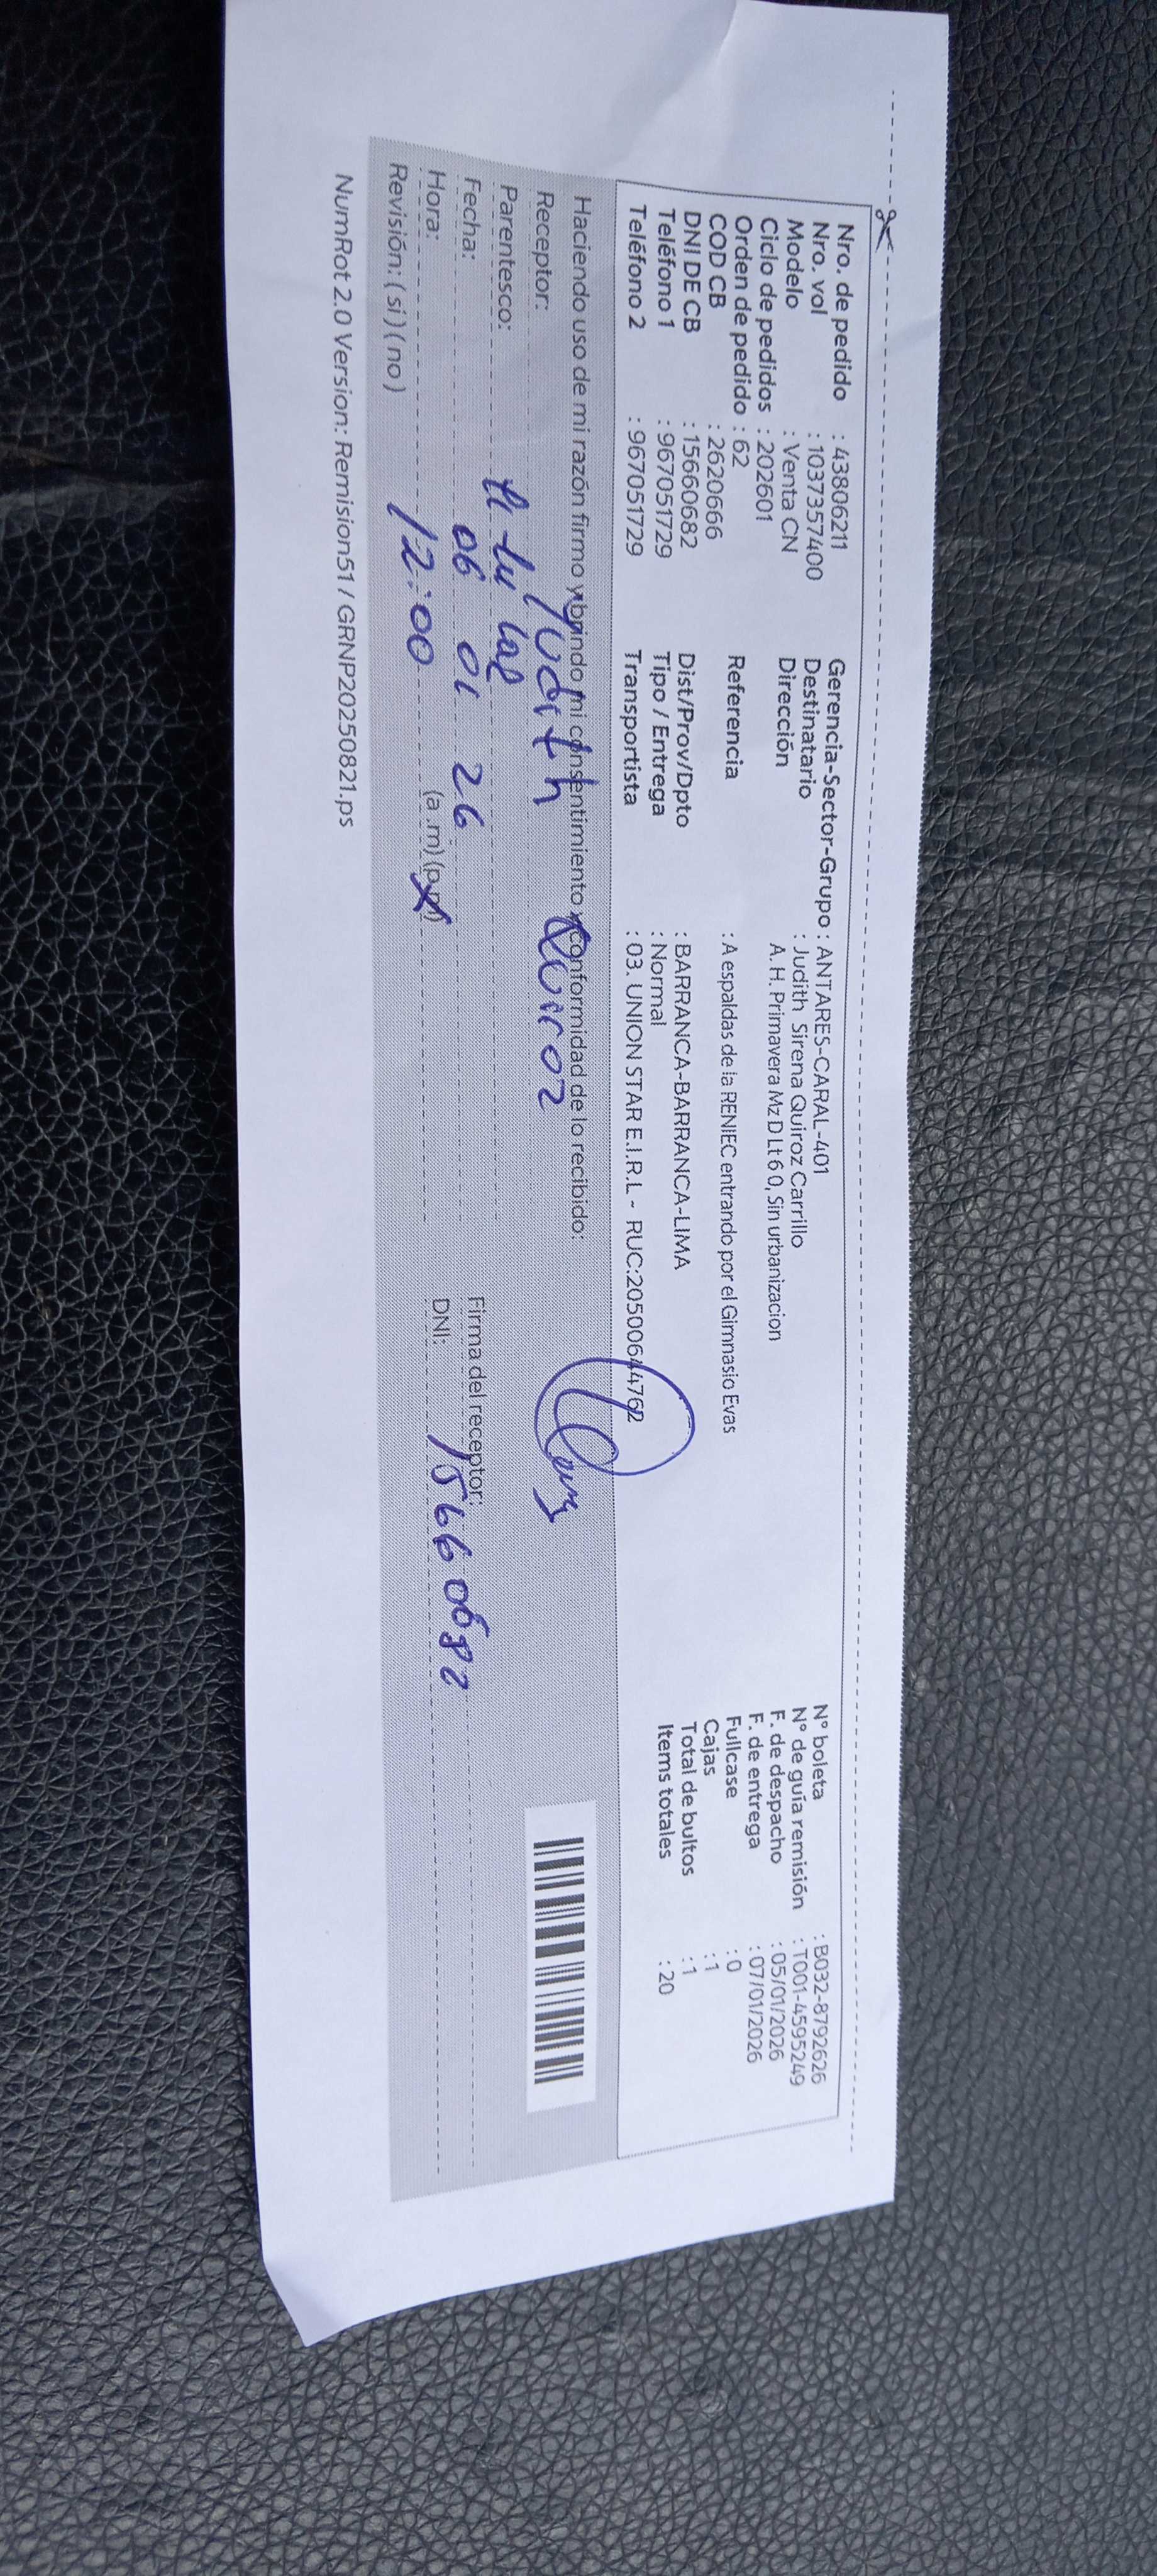 Nro. de pedido : 43806211
Nro. vol : 1037357400
Modelo : Venta CN
Ciclo de pedidos : 202601
Orden de pedido : 62
COD CB : 2620666
DNI DE CB : 15660682
Teléfono 1 : 967051729
Teléfono 2 : 967051729
Gerencia-Sector-Grupo : ANTARES-CARAL-401
Destinatario : Judith Sirena Quiroz Carrillo
Dirección A. H. Primavera Mz D Lt 6 0, Sin urbanizacion
Referencia : A espaldas de la RENIEC entrando por el Gimnasio Evas
Dist/Prov/Dpto : BARRANCA-BARRANCA-LIMA
Tipo / Entrega : Normal
Transportista : 03. UNION STAR E.I.R.L - RUC:20500644762
N° boleta : B032-8792626
N° de guía remisión : T001-4595249
F. de despacho : 05/01/2026
F. de entrega : 07/01/2026
Fullcase : 0
Cajas : 1
Total de bultos : 1
Items totales : 20
Haciendo uso de mi razón firmo y brindo mi consentimiento y conformidad de lo recibido:
Receptor: Judith Quiroz
Parentesco: titular
Fecha: 06 01 26
Hora: 12:00 (a .m) (p.m)
Revisión: ( si ) ( no )
Firma del receptor:
DNI: 15660682
NumRot 2.0 Version: Remision51 / GRNP20250821.ps